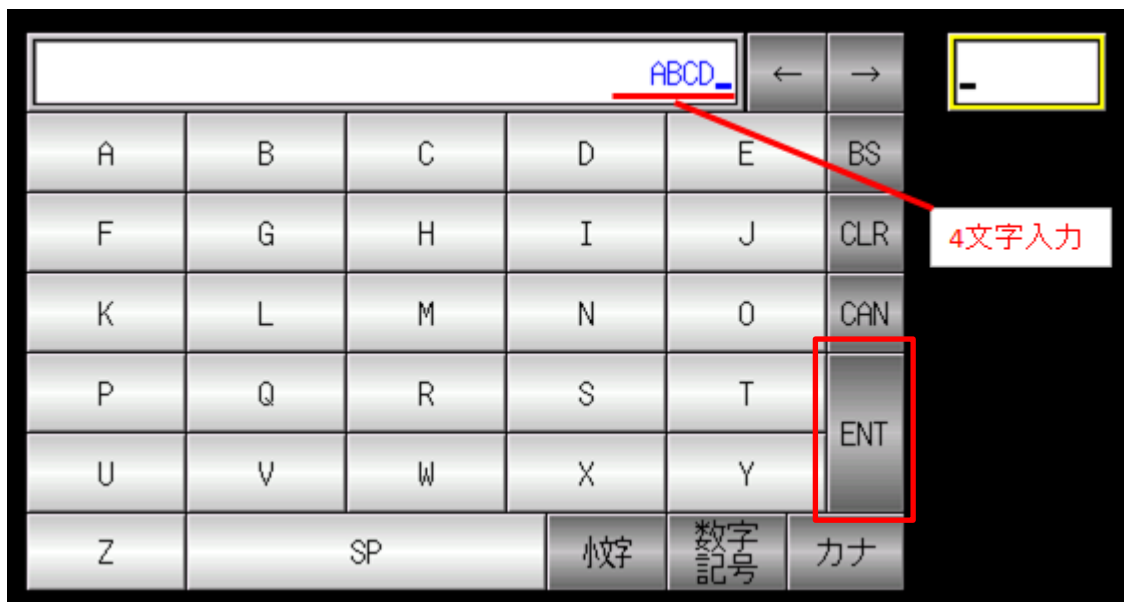 ABCD_ ← → _
A B C D E BS
F G H I J CLR
4文字入力
K L M N O CAN
P Q R S T ENT
U V W X Y
Z SP 小文字 数字記号 カナ